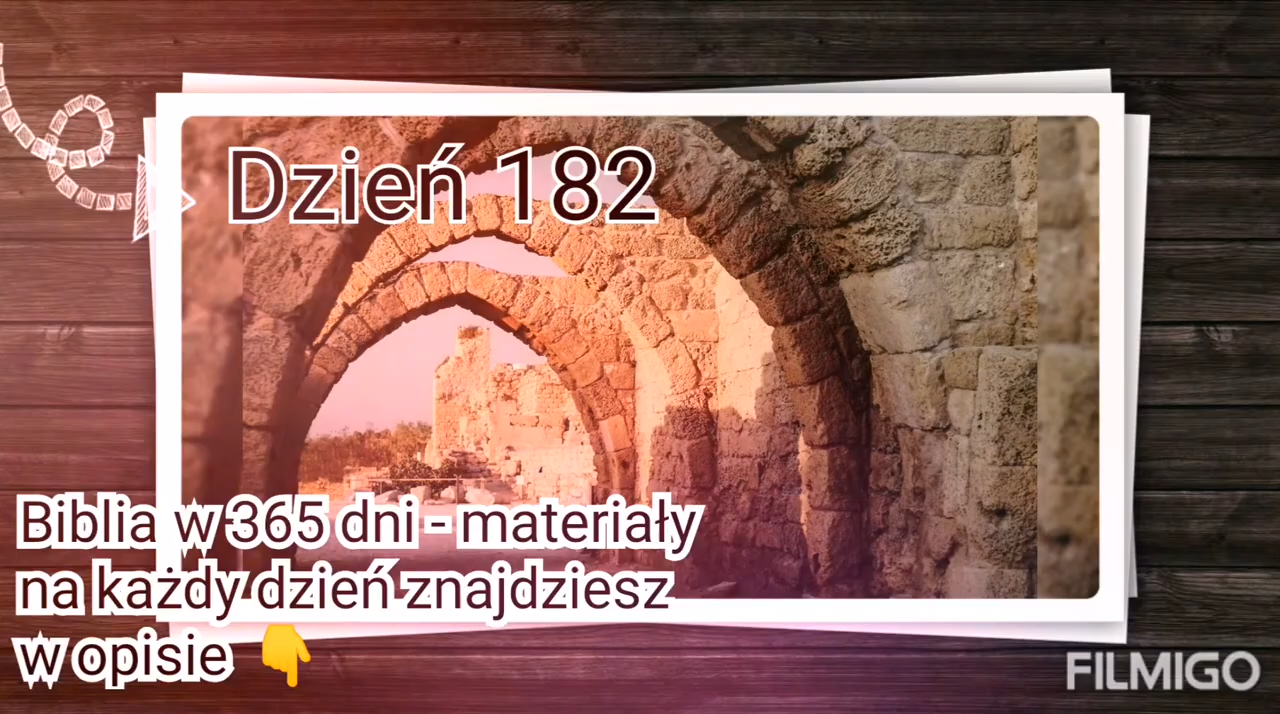 Dzień 182
Biblia w 365 dni - materiały
na każdy dzień znajdziesz
w opisie 👇
FILMIGO